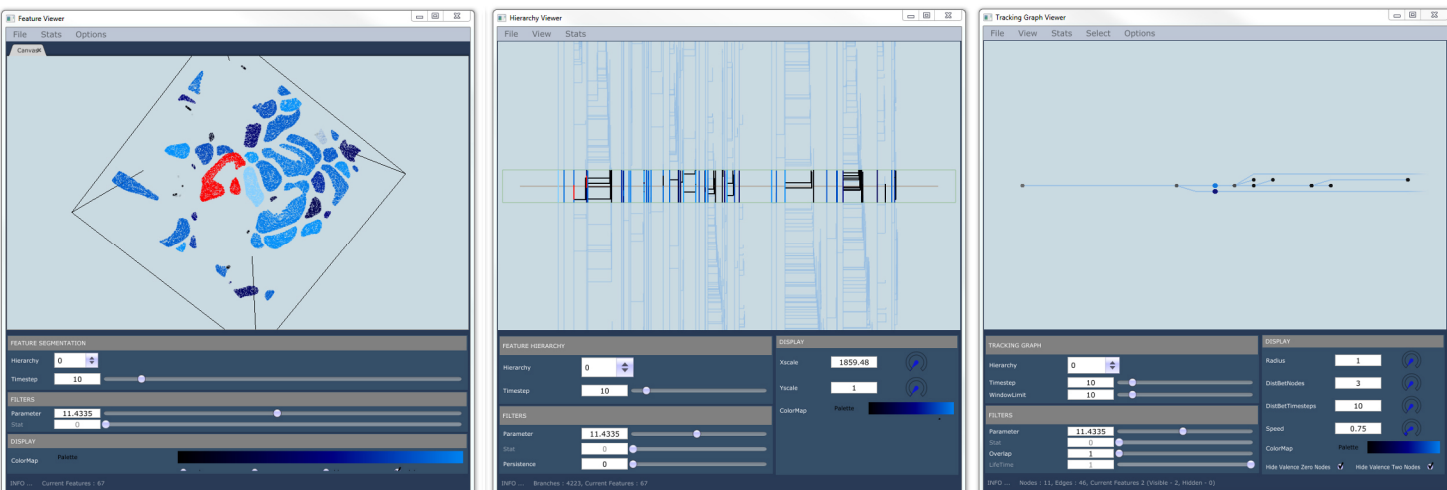 Feature Viewer
File Stats Options
Canvas
FEATURE SEGMENTATION
Hierarchy 0
Timestep 10
FILTERS
Parameter 11.4335
Stat 0
DISPLAY
ColorMap Palette
INFO ... Current Features : 67
Hierarchy Viewer
File View Stats
FEATURE HIERARCHY
Hierarchy 0
Timestep 10
FILTERS
Parameter 11.4335
Stat 0
Persistence 0
DISPLAY
Xscale 1859.48
Yscale 1
ColorMap Palette
INFO ... Branches : 4223, Current Features : 67
Tracking Graph Viewer
File View Stats Select Options
TRACKING GRAPH
Hierarchy 0
Timestep 10
WindowLimit 10
FILTERS
Parameter 11.4335
Stat 0
Overlap 1
LifeTime 1
DISPLAY
Radius 1
DistBetNodes 3
DistBetTimesteps 10
Speed 0.75
ColorMap Palette
Hide Valence Zero Nodes Hide Valence Two Nodes
INFO ... Nodes : 11, Edges : 46, Current Features 2 (Visible - 2, Hidden - 0)